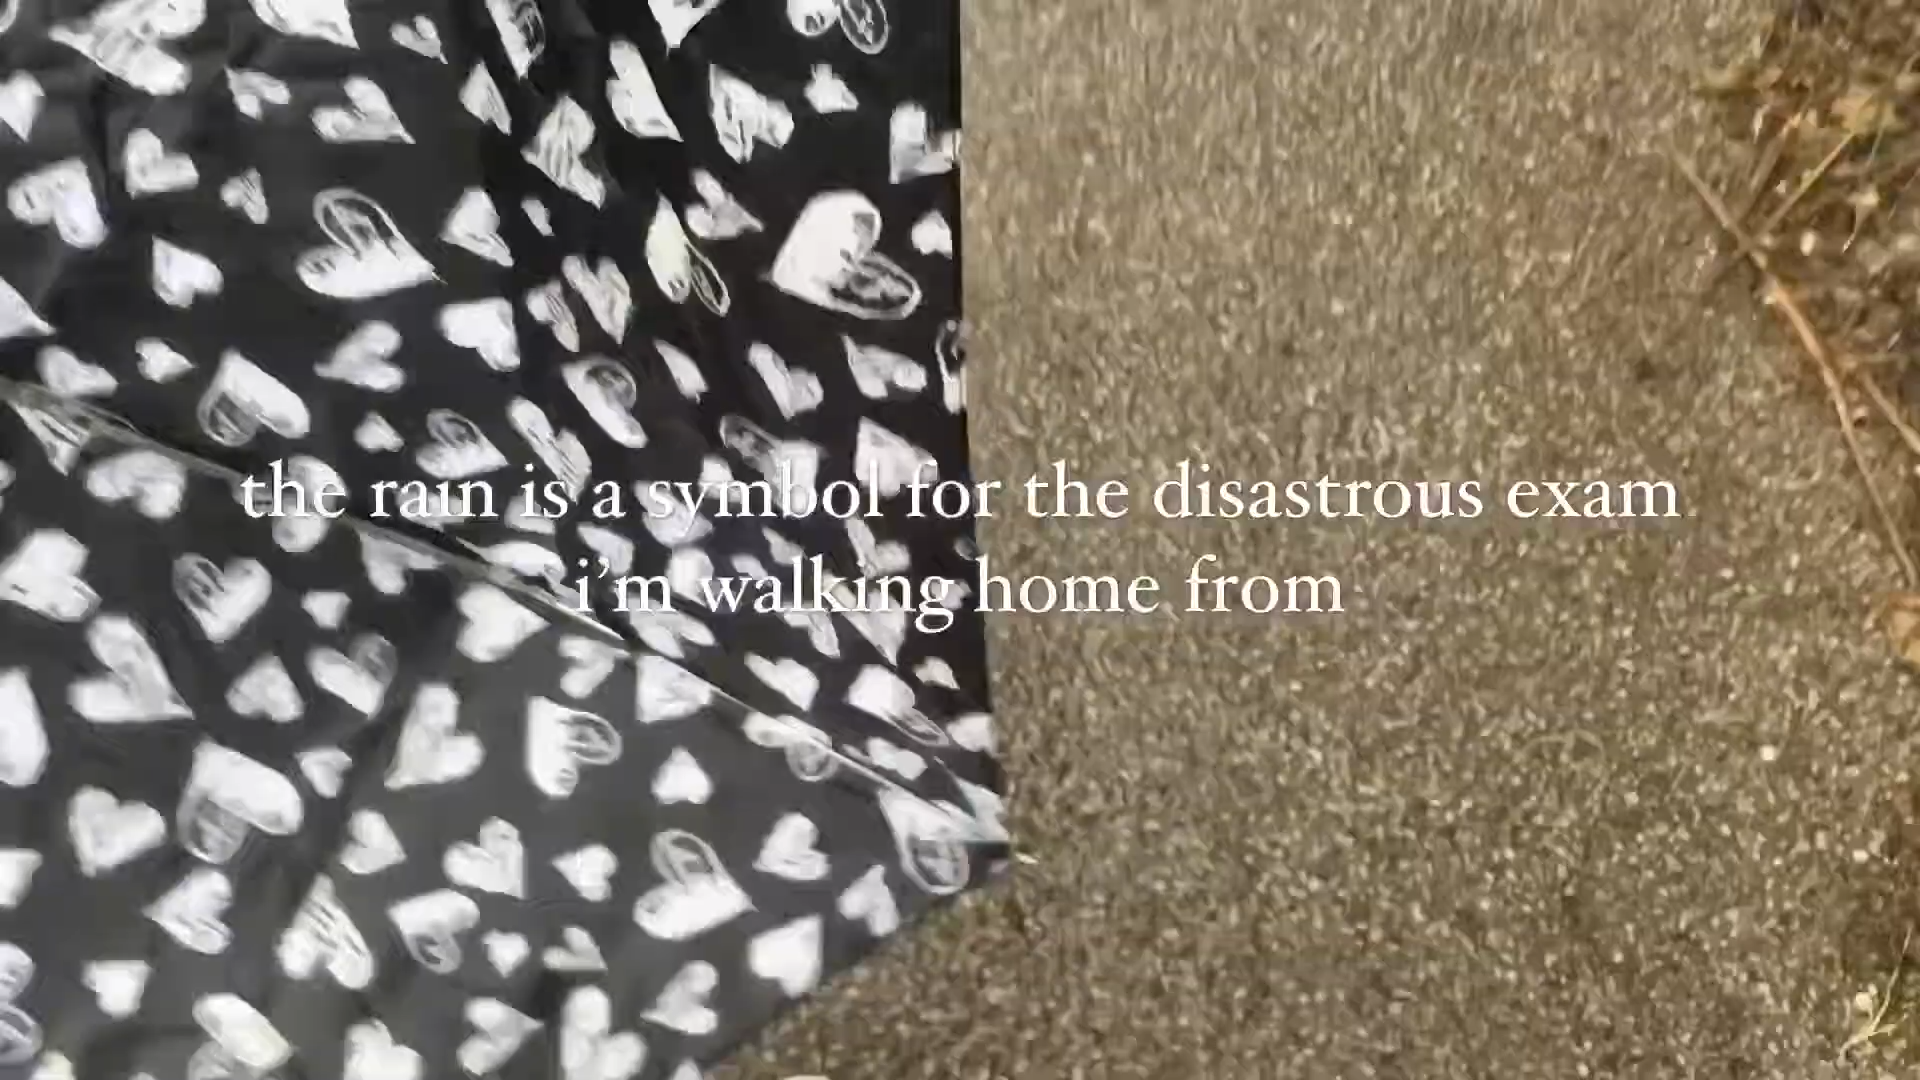 the rain is a symbol for the disastrous exam
i'm walking home from